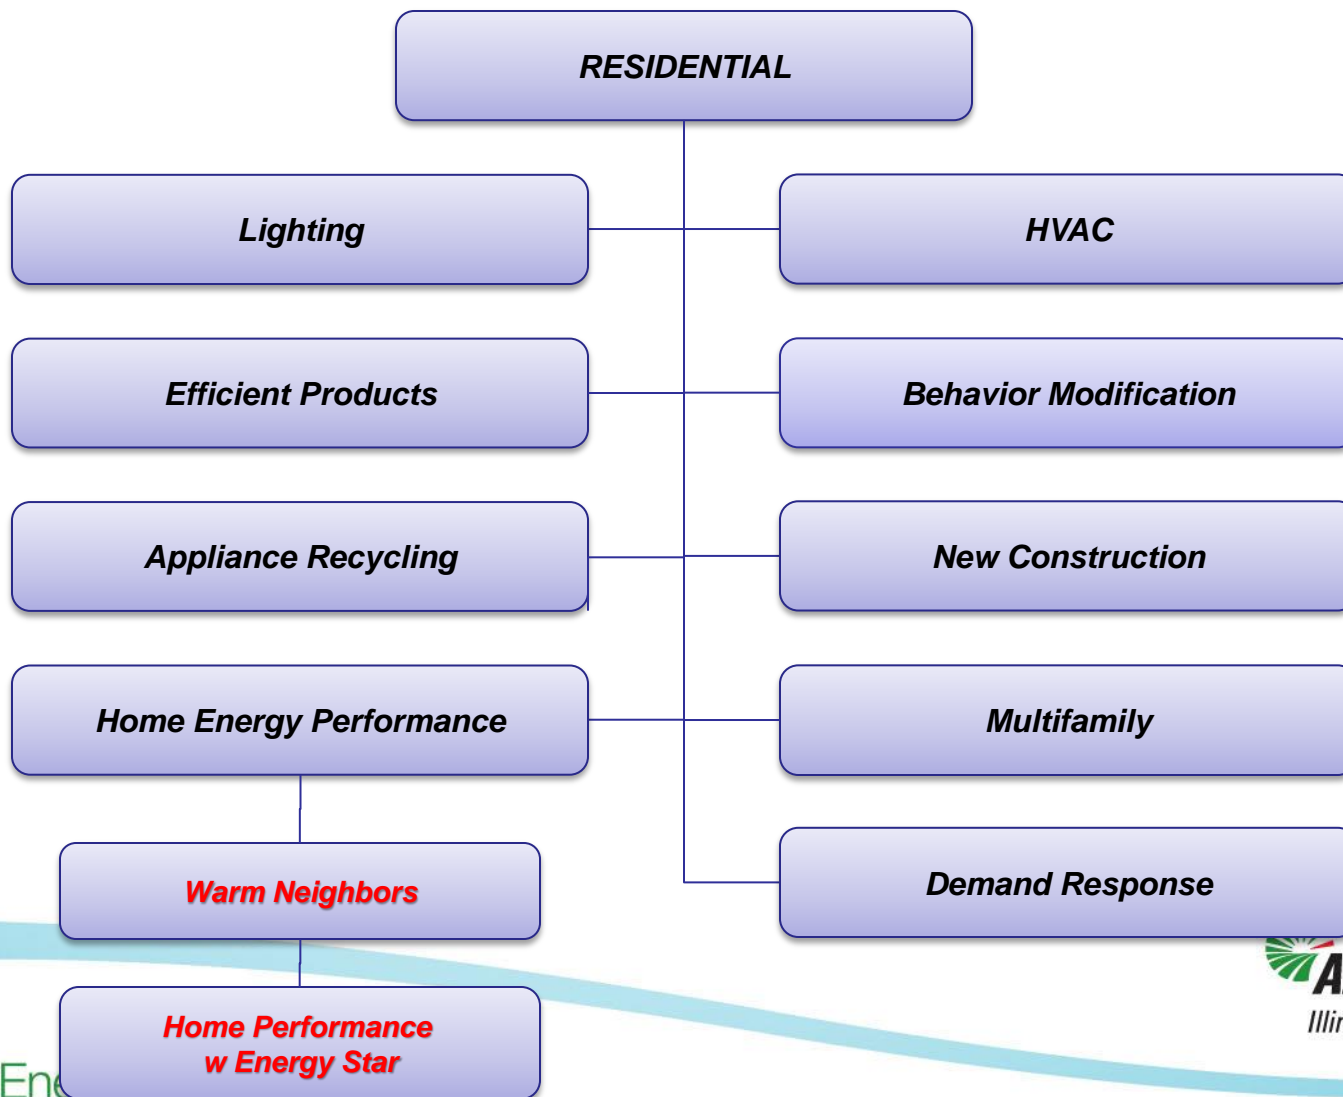 RESIDENTIAL
Lighting
HVAC
Efficient Products
Behavior Modification
Appliance Recycling
New Construction
Home Energy Performance
Multifamily
Warm Neighbors
Demand Response
Home Performance
w Energy Star